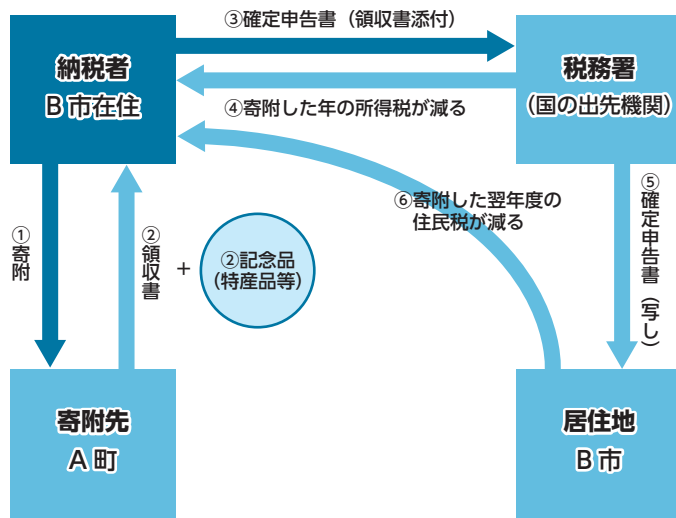 ③確定申告書（領収書添付）
納税者
B市在住
税務署
（国の出先機関）
④寄附した年の所得税が減る
⑥寄附した翌年度の
住民税が減る
⑤確定申告書（写し）
①寄附
②領収書
+
②記念品
（特産品等）
寄附先
A町
居住地
B市